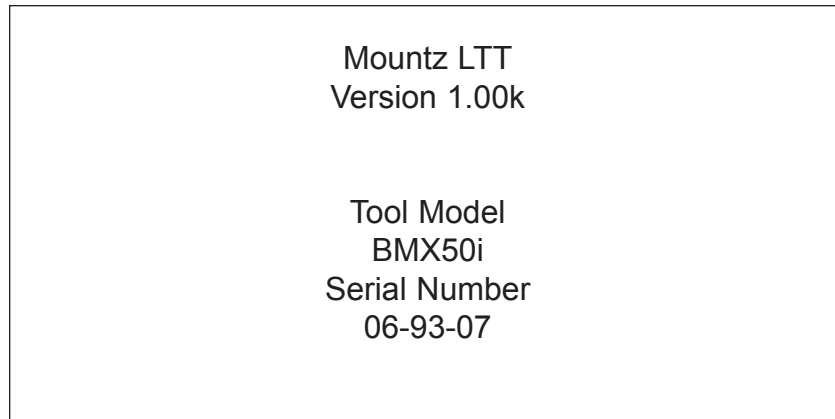 Mountz LTT
Version 1.00k
Tool Model
BMX50i
Serial Number
06-93-07